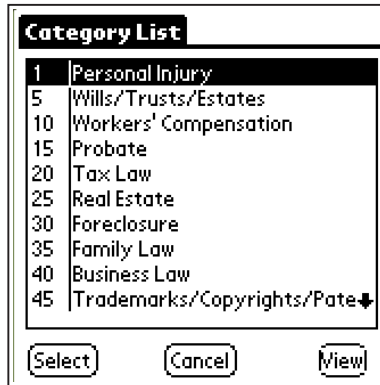 Category List
1 Personal Injury
5 Wills/Trusts/Estates
10 Workers' Compensation
15 Probate
20 Tax Law
25 Real Estate
30 Foreclosure
35 Family Law
40 Business Law
45 Trademarks/Copyrights/Pate
Select Cancel View